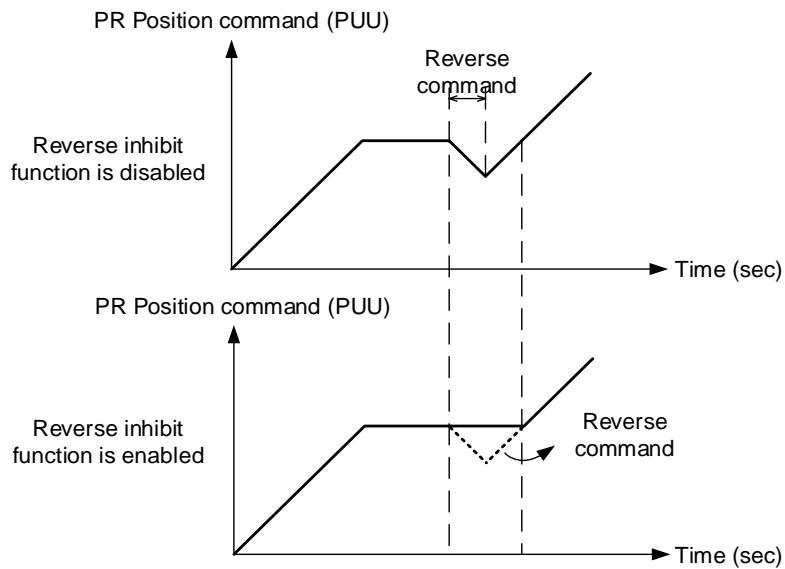 PR Position command (PUU)
Reverse
command
Reverse inhibit
function is disabled
Time (sec)
PR Position command (PUU)
Reverse inhibit
function is enabled
Reverse
command
Time (sec)